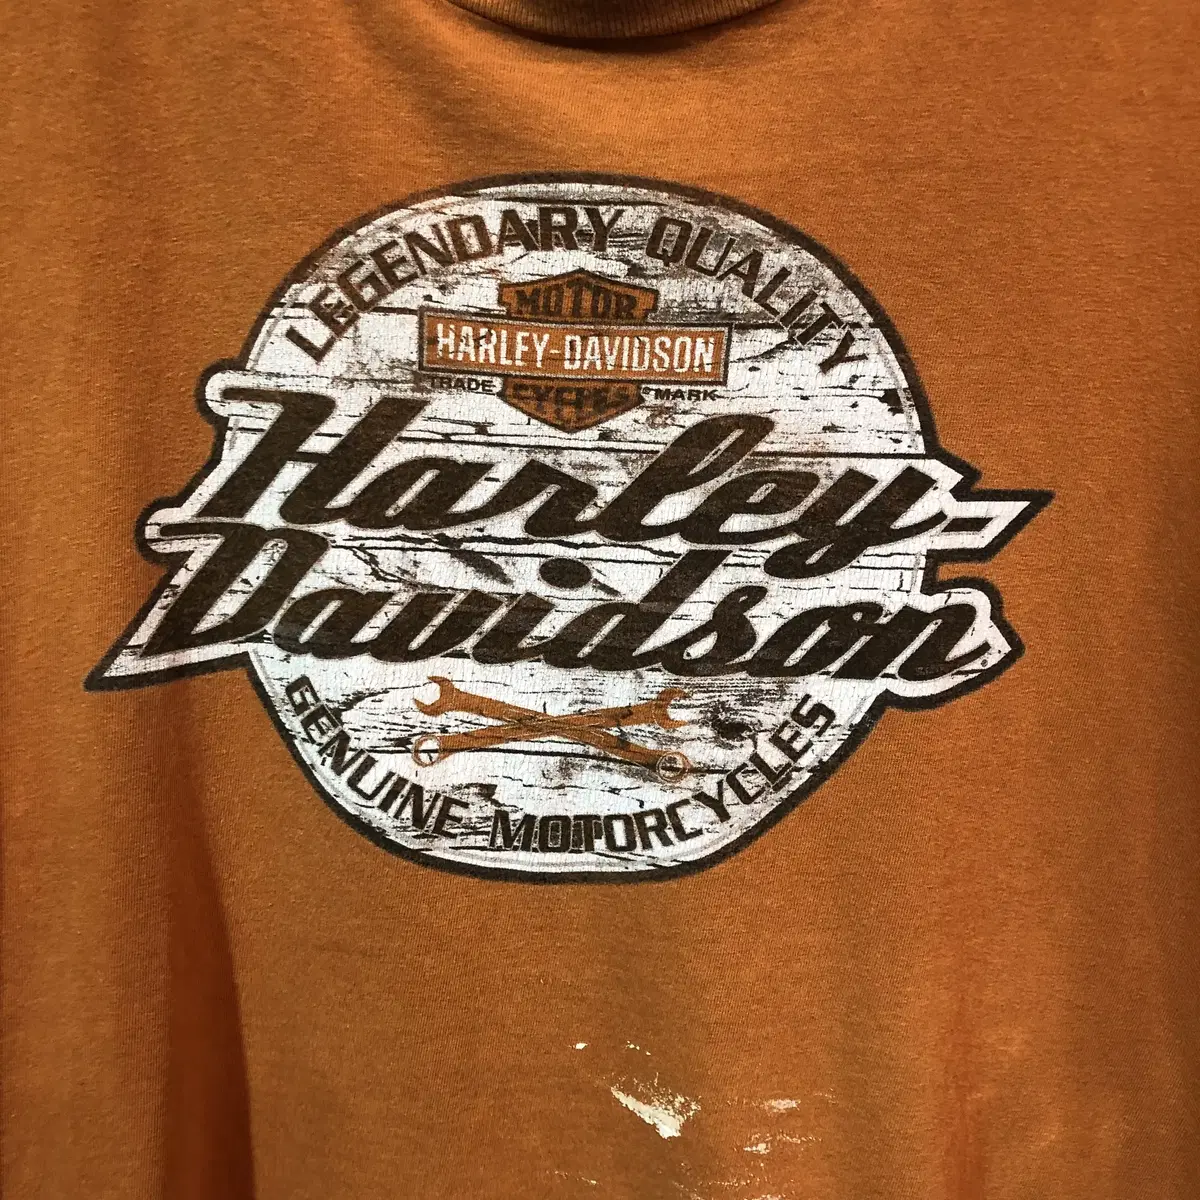 LEGENDARY QUALITY
MOTOR
HARLEY-DAVIDSON
TRADE CYCLES ® MARK
Harley-
Davidson
GENUINE MOTORCYCLES